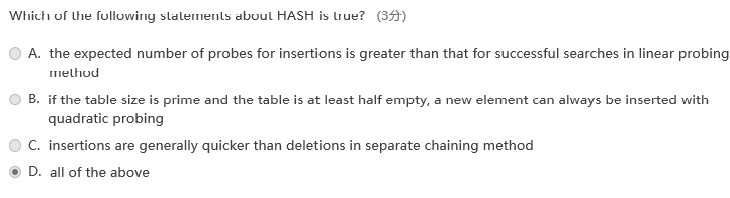 Which of the following statements about HASH is true? (3分)
A. the expected number of probes for insertions is greater than that for successful searches in linear probing
method
B. if the table size is prime and the table is at least half empty, a new element can always be inserted with
quadratic probing
C. insertions are generally quicker than deletions in separate chaining method
D. all of the above